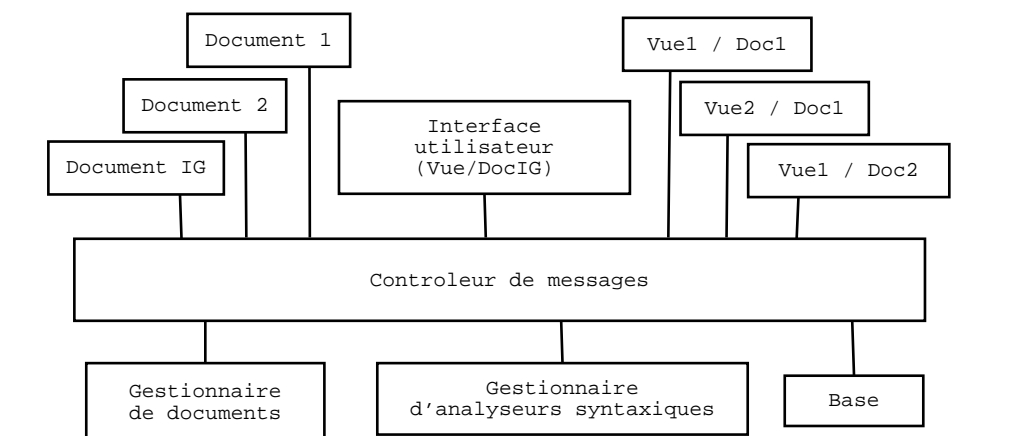 Document 1
Vue1 / Doc1
Document 2
Vue2 / Doc1
Interface
utilisateur
(Vue/DocIG)
Document IG
Vue1 / Doc2
Controleur de messages
Gestionnaire
de documents
Gestionnaire
d'analyseurs syntaxiques
Base